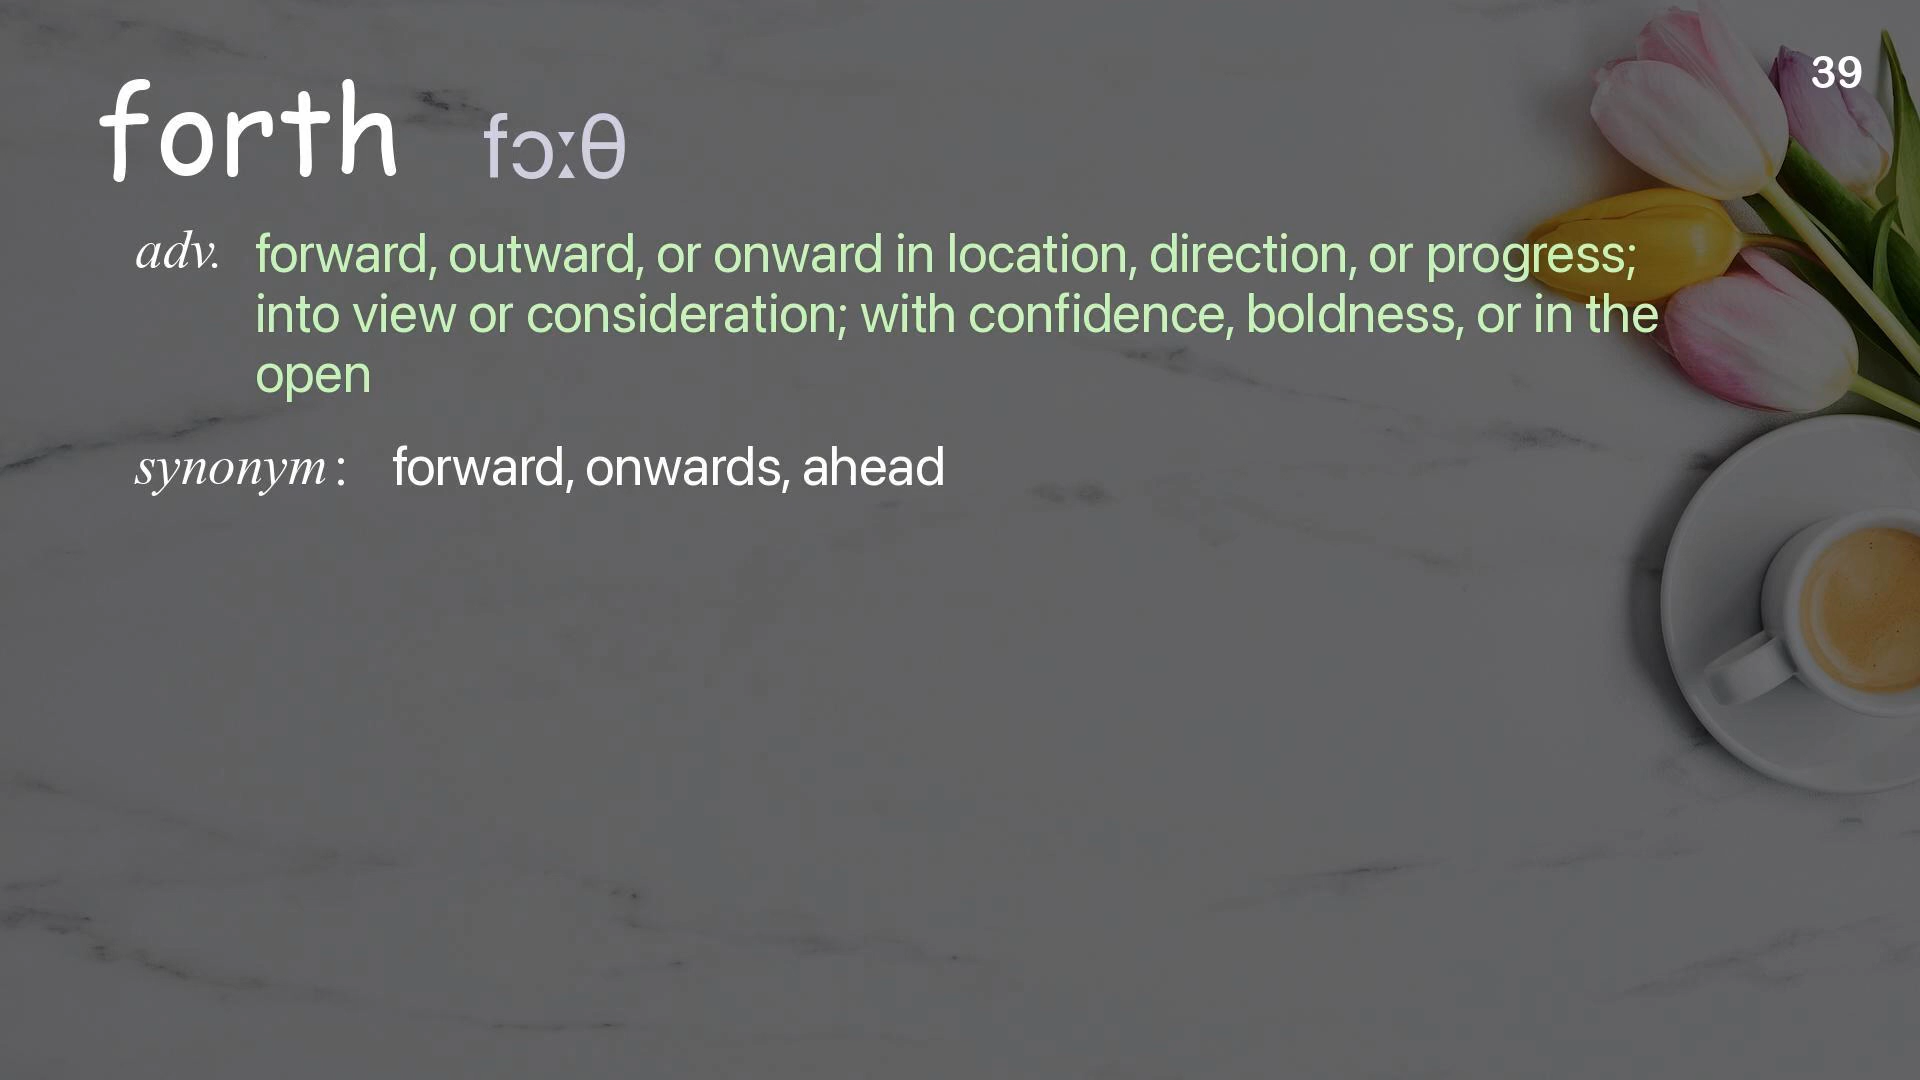 39
forth fɔːθ
adv. forward, outward, or onward in location, direction, or progress;
into view or consideration; with confidence, boldness, or in the
open
synonym: forward, onwards, ahead